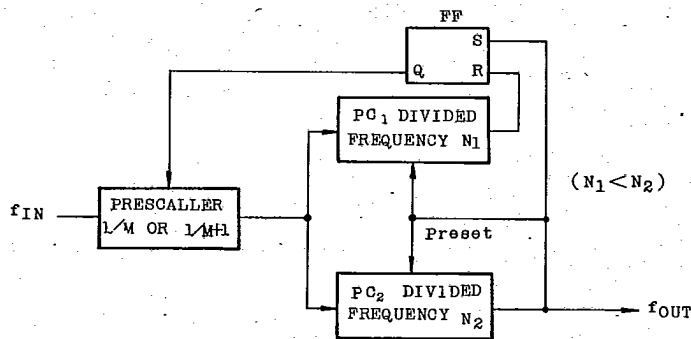 FF
S
Q R
PC₁ DIVIDED
FREQUENCY N₁
(N₁<N₂)
PRESCALLER
1/M OR 1/M+1
fIN
Preset
PC₂ DIVIDED
FREQUENCY N₂
fOUT